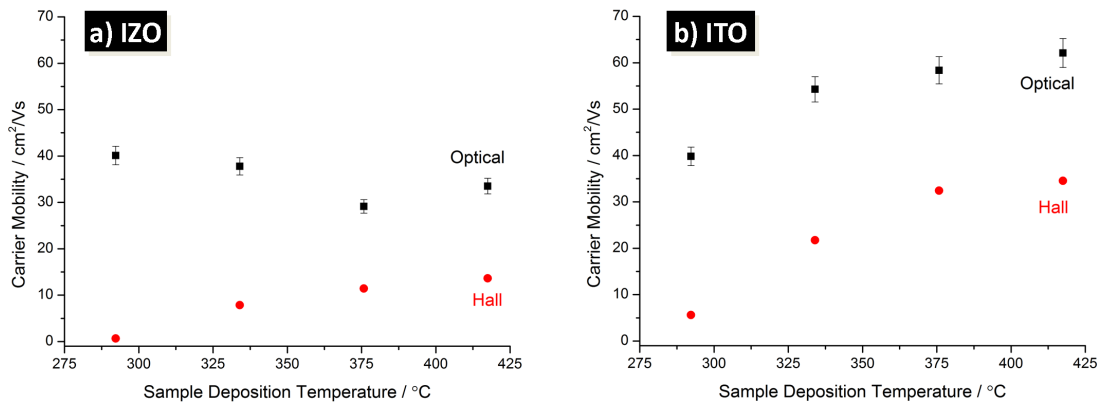 a) IZO
Carrier Mobility / cm²/Vs
70
60
50
40
30
20
10
0
Optical
Hall
275 300 325 350 375 400 425
Sample Deposition Temperature / °C
b) ITO
Carrier Mobility / cm²/Vs
70
60
50
40
30
20
10
0
Optical
Hall
275 300 325 350 375 400 425
Sample Deposition Temperature / °C